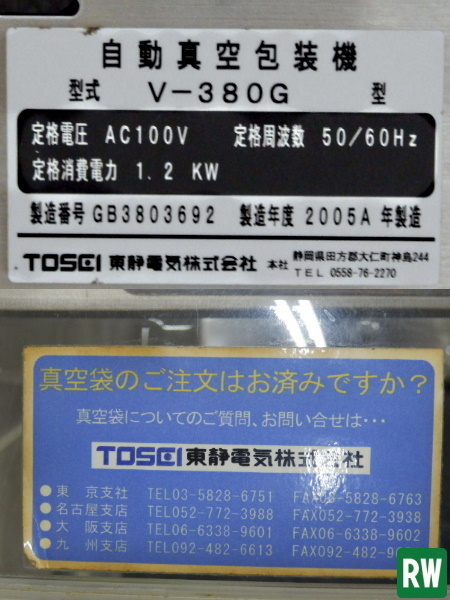 自動真空包装機
型式 V-380G 型
定格電圧 AC100V 定格周波数 50/60Hz
定格消費電力 1.2 KW
製造番号 GB3803692 製造年度 2005A 年製造
TOSEI 東静電気株式会社 本社 静岡県田方郡大仁町神島244
TEL 0558-76-2270
真空袋のご注文はお済みですか?
真空袋についてのご質問、お問い合せは…
TOSEI 東静電気株式会社
●東 京支社 TEL03-5828-6751 FAX03-5828-6763
●名古屋支店 TEL052-772-3988 FAX052-772-3938
●大 阪支店 TEL06-6338-9601 FAX06-6338-9602
●九 州支店 TEL092-482-6613 FAX092-482-
RW